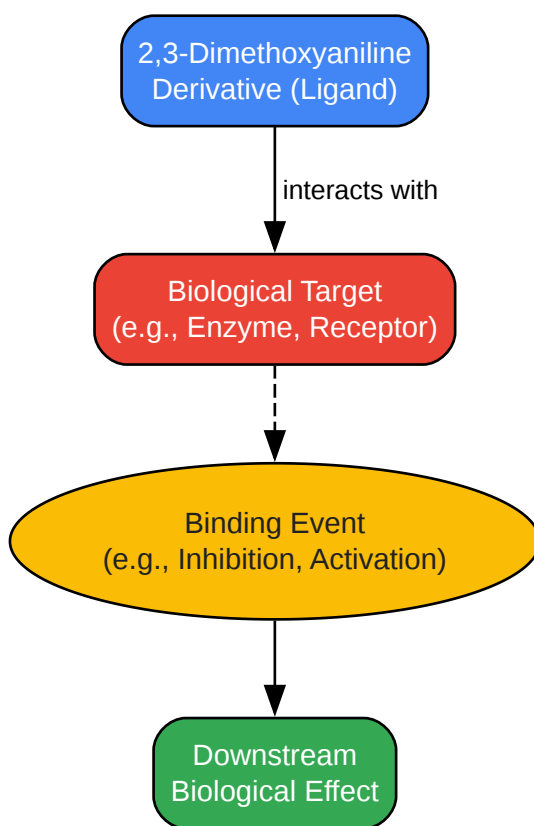 2,3-Dimethoxyaniline
Derivative (Ligand)
interacts with
Biological Target
(e.g., Enzyme, Receptor)
Binding Event
(e.g., Inhibition, Activation)
Downstream
Biological Effect